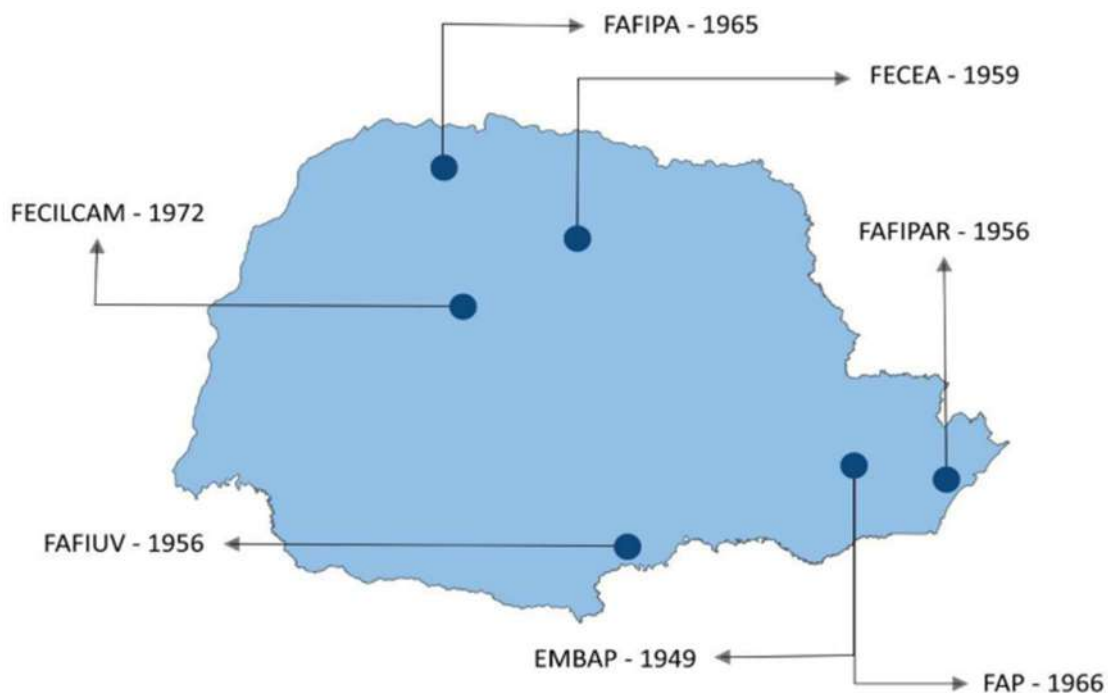 FAFIPA - 1965
FECEA - 1959
FECILCAM - 1972
FAFIPAR - 1956
FAFIUV - 1956
EMBAP - 1949
FAP - 1966